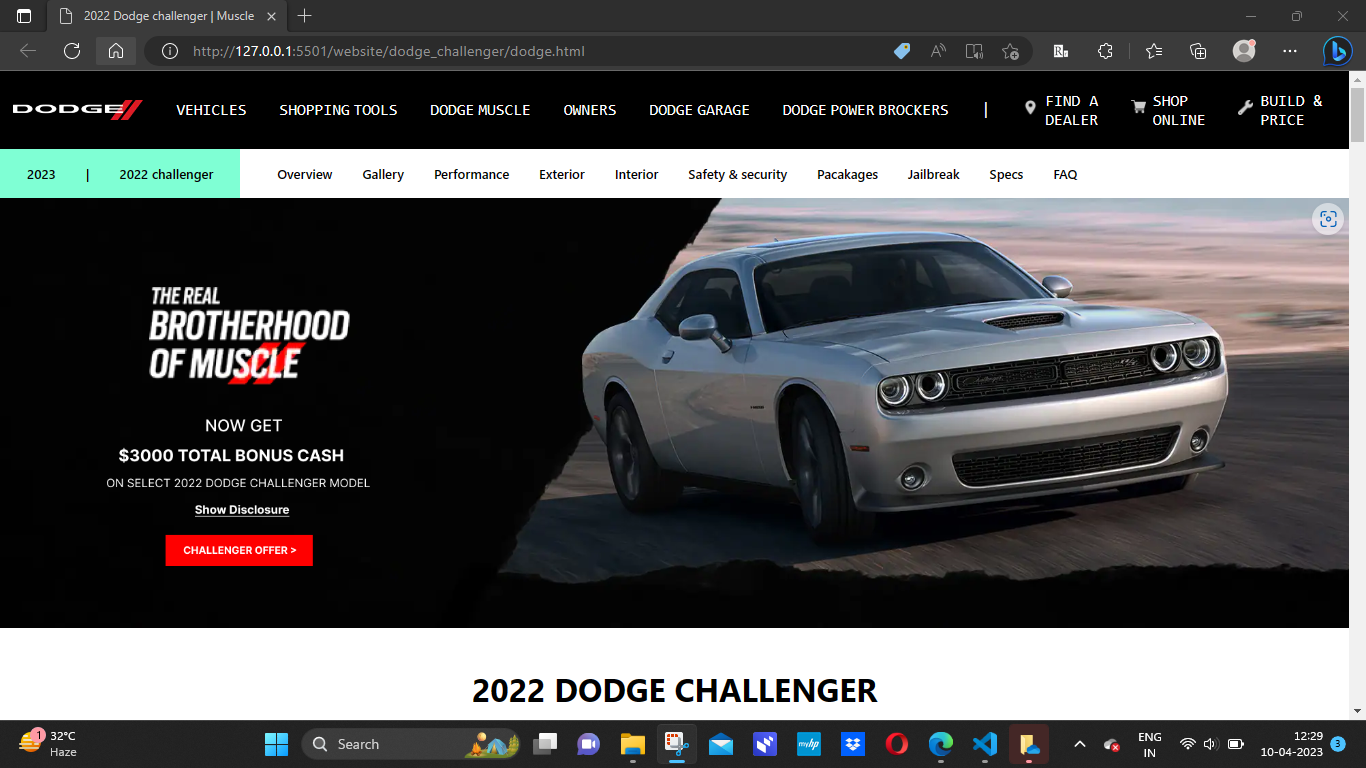 2022 Dodge challenger | Muscle
http://127.0.0.1:5501/website/dodge_challenger/dodge.html
DODGE
VEHICLES SHOPPING TOOLS DODGE MUSCLE OWNERS DODGE GARAGE DODGE POWER BROCKERS |
FIND A
DEALER
SHOP
ONLINE
BUILD &
PRICE
2023 | 2022 challenger
Overview Gallery Performance Exterior Interior Safety & security Pacakages Jailbreak Specs FAQ
THE REAL
BROTHERHOOD
OF MUSCLE
NOW GET
$3000 TOTAL BONUS CASH
ON SELECT 2022 DODGE CHALLENGER MODEL
Show Disclosure
CHALLENGER OFFER >
2022 DODGE CHALLENGER
1
32°C
Haze
Search
myhp
ENG
IN
12:29
10-04-2023
3